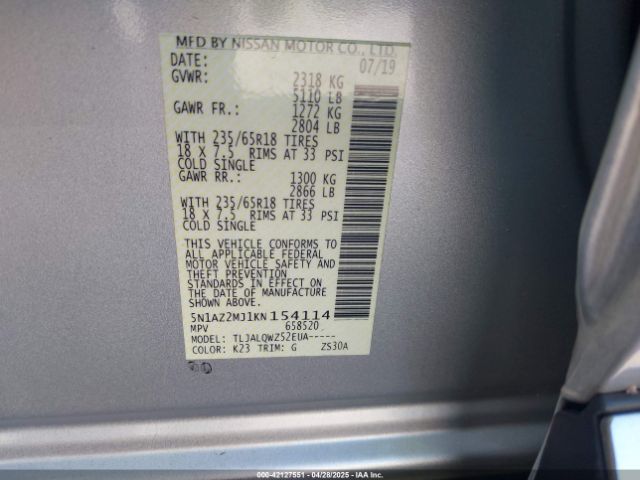 MFD BY NISSAN MOTOR CO., LTD.
DATE: 07/19
GVWR: 2318 KG
5110 LB
GAWR FR.: 1272 KG
2804 LB
WITH 235/65R18 TIRES
18 X 7.5 RIMS AT 33 PSI
COLD SINGLE
GAWR RR.: 1300 KG
2866 LB
WITH 235/65R18 TIRES
18 X 7.5 RIMS AT 33 PSI
COLD SINGLE
THIS VEHICLE CONFORMS TO
ALL APPLICABLE FEDERAL
MOTOR VEHICLE SAFETY AND
THEFT PREVENTION
STANDARDS IN EFFECT ON
THE DATE OF MANUFACTURE
SHOWN ABOVE.
5N1AZ2MJ1KN154114
MPV 658520
MODEL: TLJALQWZ52EUA-----
COLOR: K23 TRIM: G ZS30A
000-42127551 - 04/28/2025 - IAA Inc.